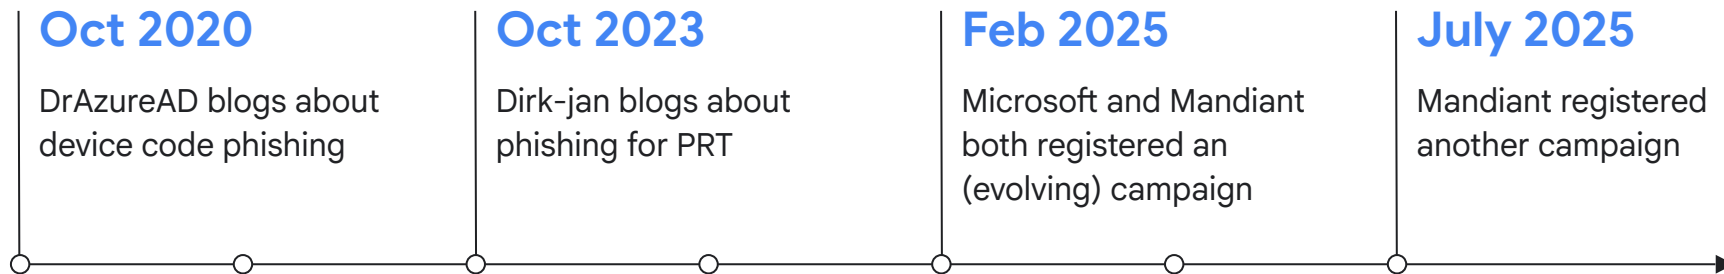 Oct 2020
DrAzureAD blogs about
device code phishing
Oct 2023
Dirk-jan blogs about
phishing for PRT
Feb 2025
Microsoft and Mandiant
both registered an
(evolving) campaign
July 2025
Mandiant registered
another campaign